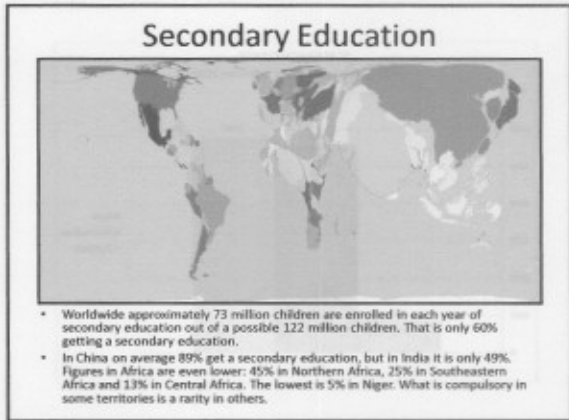 Secondary Education
• Worldwide approximately 73 million children are enrolled in each year of
secondary education out of a possible 122 million children. That is only 60%
getting a secondary education.
• In China on average 89% get a secondary education, but in India it is only 49%.
Figures in Africa are even lower: 45% in Northern Africa, 25% in Southeastern
Africa and 13% in Central Africa. The lowest is 5% in Niger. What is compulsory in
some territories is a rarity in others.